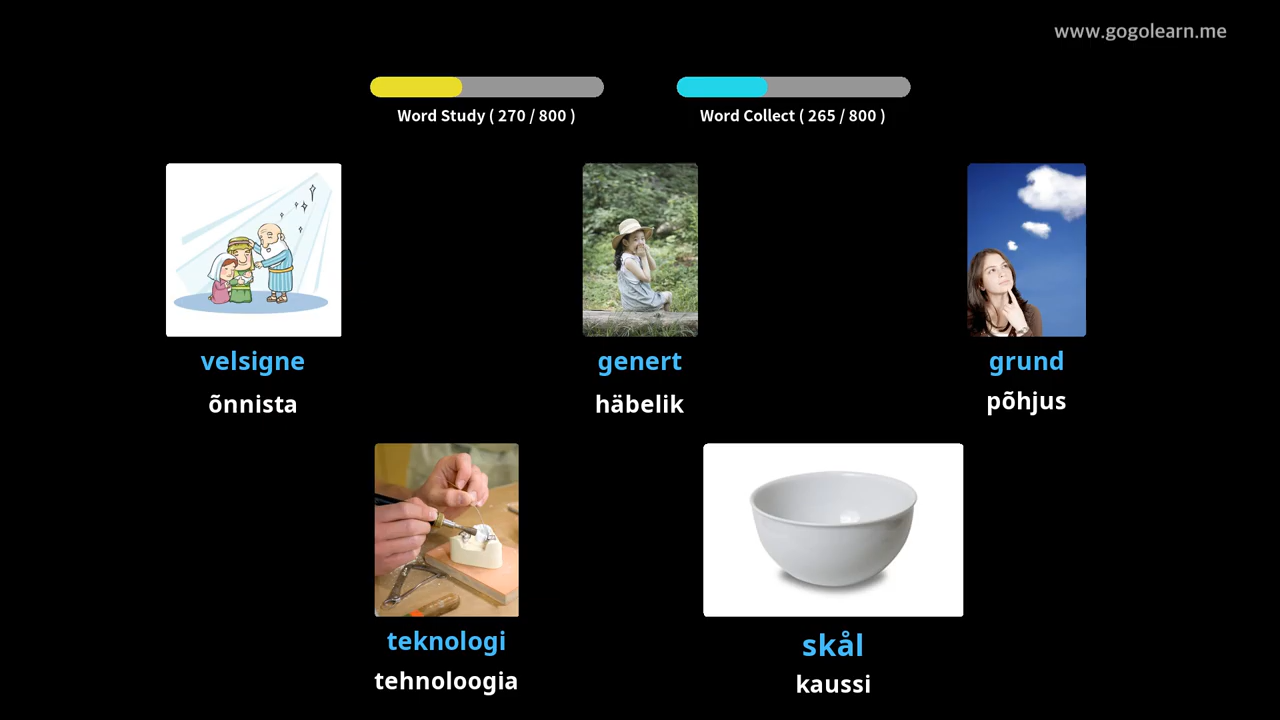 www.gogolearn.me
Word Study ( 270 / 800 )
Word Collect ( 265 / 800 )
velsigne
genert
grund
õnnista
häbelik
põhjus
teknologi
skål
tehnoloogia
kaussi